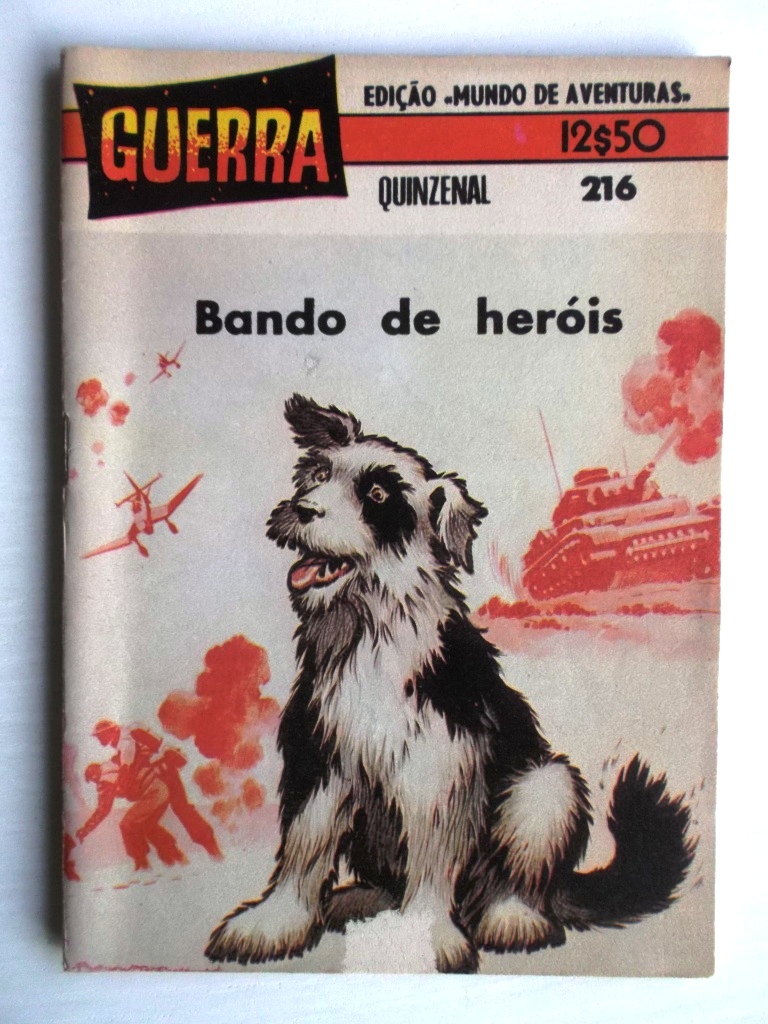 GUERRA
EDIÇÃO «MUNDO DE AVENTURAS»
12$50
QUINZENAL 216
Bando de heróis